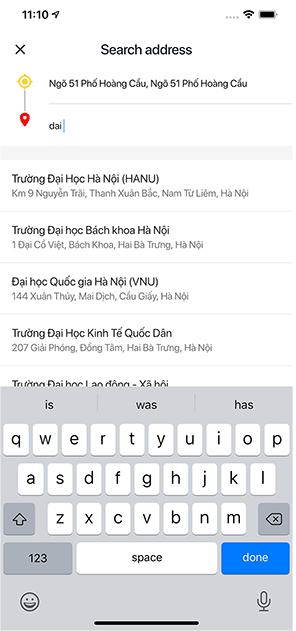 11:10
Search address
Ngõ 51 Phố Hoàng Cầu, Ngõ 51 Phố Hoàng Cầu
dai
Trường Đại Học Hà Nội (HANU)
Km 9 Nguyễn Trãi, Thanh Xuân Bắc, Nam Từ Liêm, Hà Nội
Trường Đại học Bách khoa Hà Nội
1 Đại Cồ Việt, Bách Khoa, Hai Bà Trưng, Hà Nội
Đại học Quốc gia Hà Nội (VNU)
144 Xuân Thủy, Mai Dịch, Cầu Giấy, Hà Nội
Trường Đại Học Kinh Tế Quốc Dân
207 Giải Phóng, Đồng Tâm, Hai Bà Trưng, Hà Nội
Trường Đại học Lao động - Xã hội
is was has
q w e r t y u i o p
a s d f g h j k l
z x c v b n m
123 space done